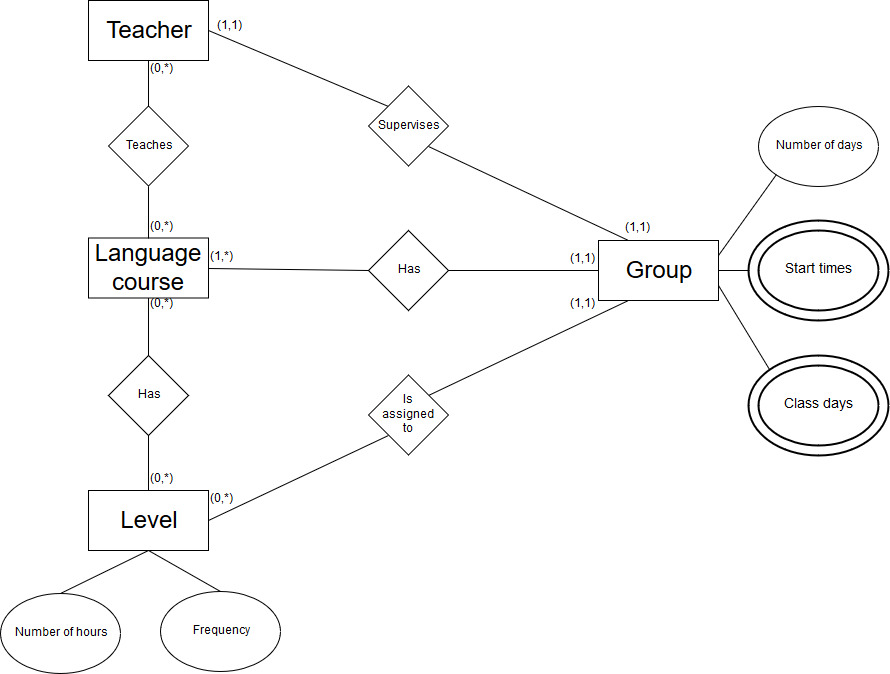 Teacher
(1,1)
(0,*)
Supervises
Teaches
Number of days
(0,*)
(1,1)
Language
course
(1,*)
Has
(1,1)
Group
Start times
(0,*)
(1,1)
Has
Is
assigned
to
Class days
(0,*)
(0,*)
Level
Number of hours
Frequency